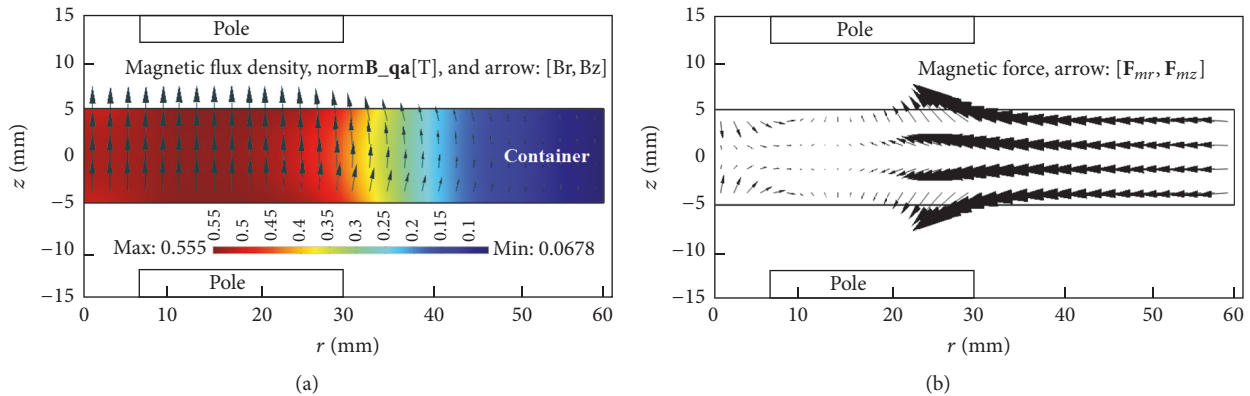 15
Pole
10
Magnetic flux density, normB_qa[T], and arrow: [Br, Bz]
5
z (mm)
0
Container
−5
0.55
0.5
0.45
0.4
0.35
0.3
0.25
0.2
0.15
0.1
Max: 0.555
Min: 0.0678
−10
Pole
−15
0
10
20
30
40
50
60
r (mm)
(a)
15
Pole
10
Magnetic force, arrow: [Fmr, Fmz]
5
z (mm)
0
−5
−10
Pole
−15
0
10
20
30
40
50
60
r (mm)
(b)